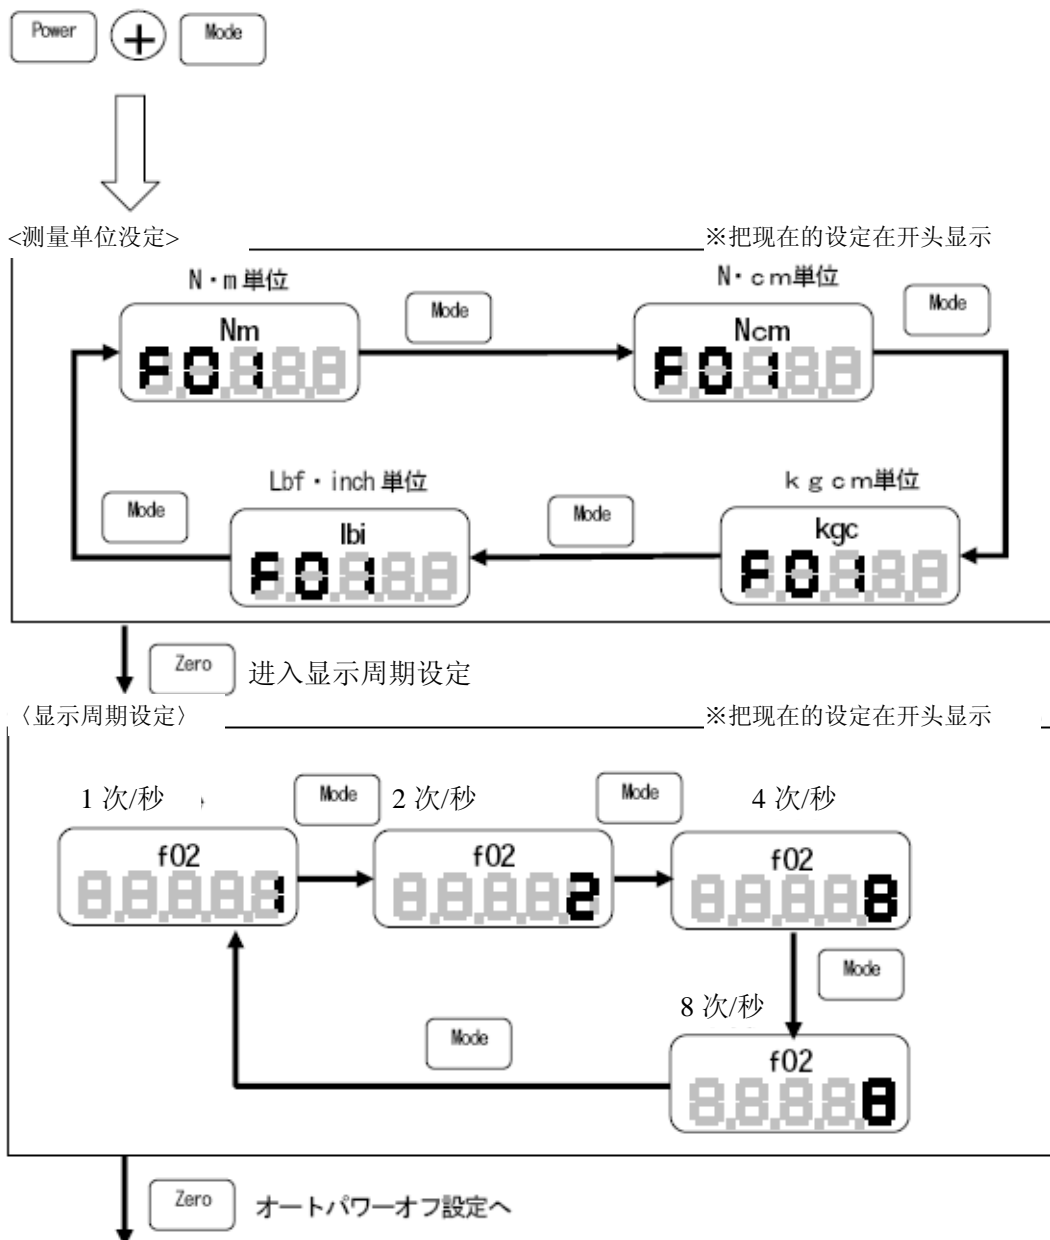 Power + Mode
<测量单位没定> ※把现在的设定在开头显示
N・m単位 N・cm単位
Mode Mode
Nm Ncm
F01 F01
Lbf・inch単位 kgcm単位
Mode Mode
lbi kgc
F01 F01
Zero 进入显示周期设定
〈显示周期设定〉 ※把现在的设定在开头显示
1 次/秒 Mode 2 次/秒 Mode 4 次/秒
f02 f02 f02
1 2 8
Mode
8 次/秒
Mode
f02
8
Zero オートパワーオフ設定へ